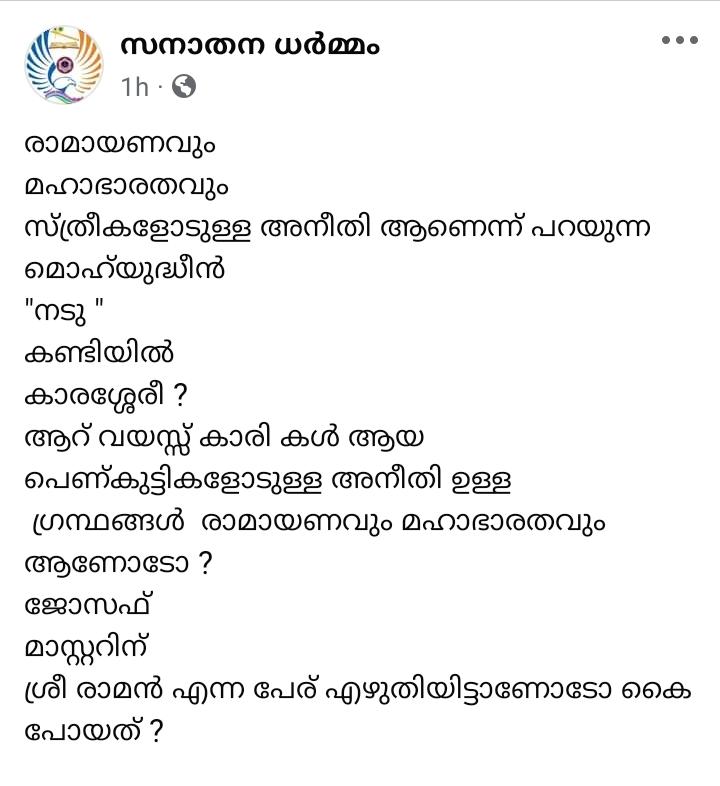 സനാതന ധർമ്മം
1h ·
രാമായണവും
മഹാഭാരതവും
സ്ത്രീകളോടുള്ള അനീതി ആണെന്ന് പറയുന്ന
മൊഹ്‌യുദ്ധീൻ
"നടു "
കണ്ടിയിൽ
കാരശ്ശേരീ ?
ആറ് വയസ്സ് കാരി കൾ ആയ
പെണ്കുട്ടികളോടുള്ള അനീതി ഉള്ള
ഗ്രന്ഥങ്ങൾ രാമായണവും മഹാഭാരതവും
ആണോടോ ?
ജോസഫ്
മാസ്റ്ററിന്
ശ്രീ രാമൻ എന്ന പേര് എഴുതിയിട്ടാണോടോ കൈ
പോയത് ?